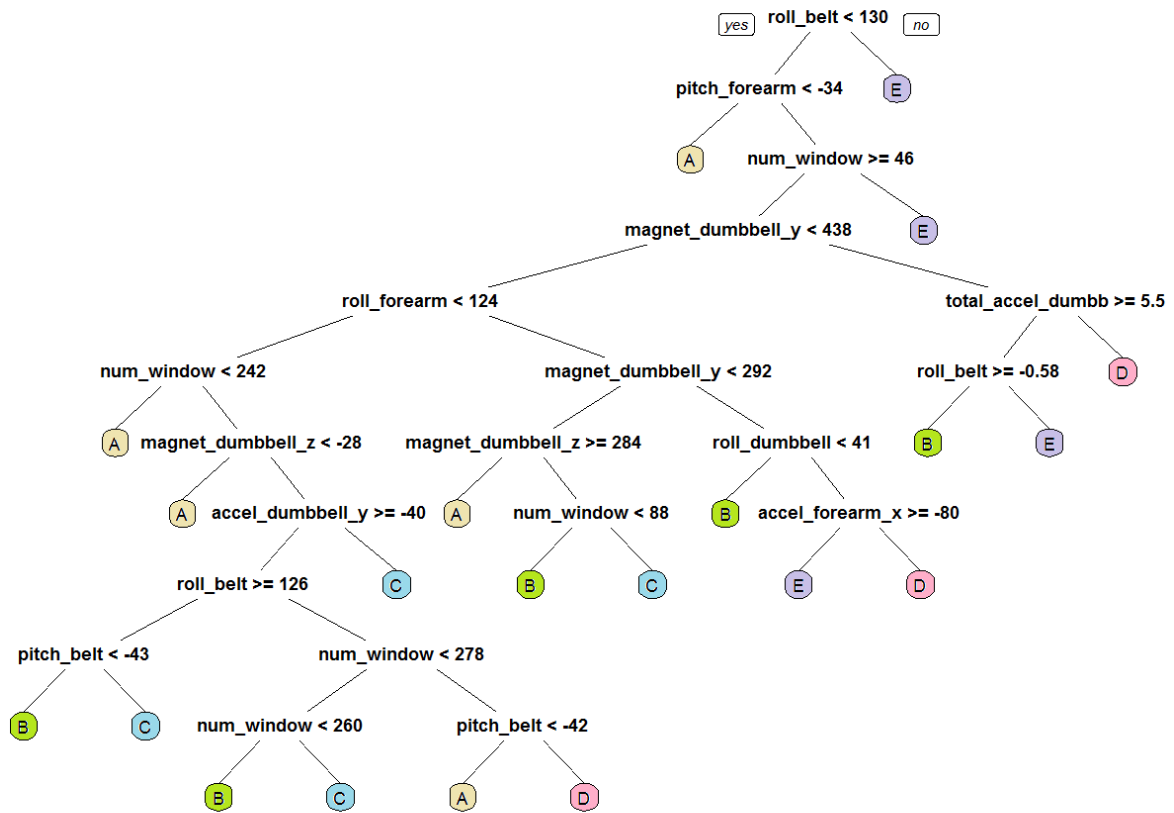 yes roll_belt < 130 no
pitch_forearm < -34 E
A num_window >= 46
magnet_dumbbell_y < 438 E
roll_forearm < 124 total_accel_dumbb >= 5.5
num_window < 242 magnet_dumbbell_y < 292 roll_belt >= -0.58 D
A magnet_dumbbell_z < -28 magnet_dumbbell_z >= 284 roll_dumbbell < 41 B E
A accel_dumbbell_y >= -40 A num_window < 88 B accel_forearm_x >= -80
roll_belt >= 126 C B C E D
pitch_belt < -43 num_window < 278
B C num_window < 260 pitch_belt < -42
B C A D